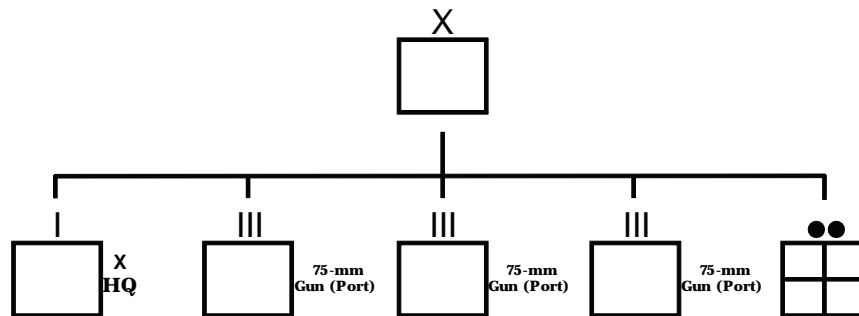 X
I
III
III
III
X
HQ
75-mm
Gun (Port)
75-mm
Gun (Port)
75-mm
Gun (Port)